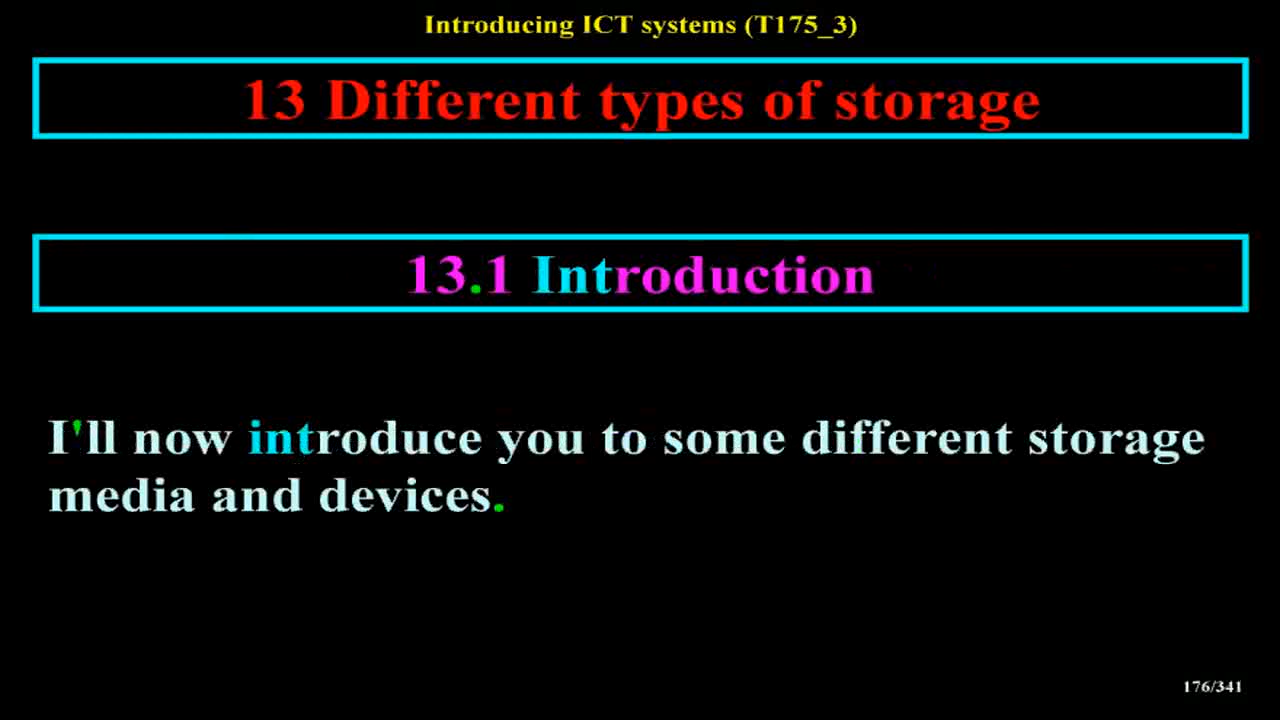 Introducing ICT systems (T175_3)
13 Different types of storage
13.1 Introduction
I'll now introduce you to some different storage
media and devices.
176/341